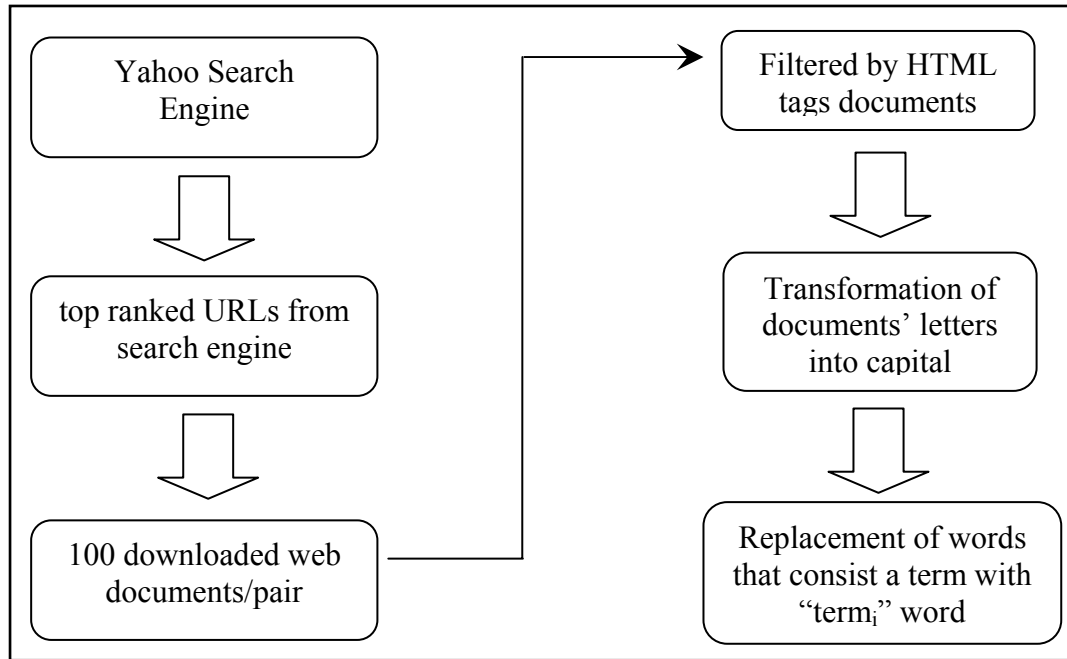 Yahoo Search
Engine
top ranked URLs from
search engine
100 downloaded web
documents/pair
Filtered by HTML
tags documents
Transformation of
documents’ letters
into capital
Replacement of words
that consist a term with
“termᵢ” word